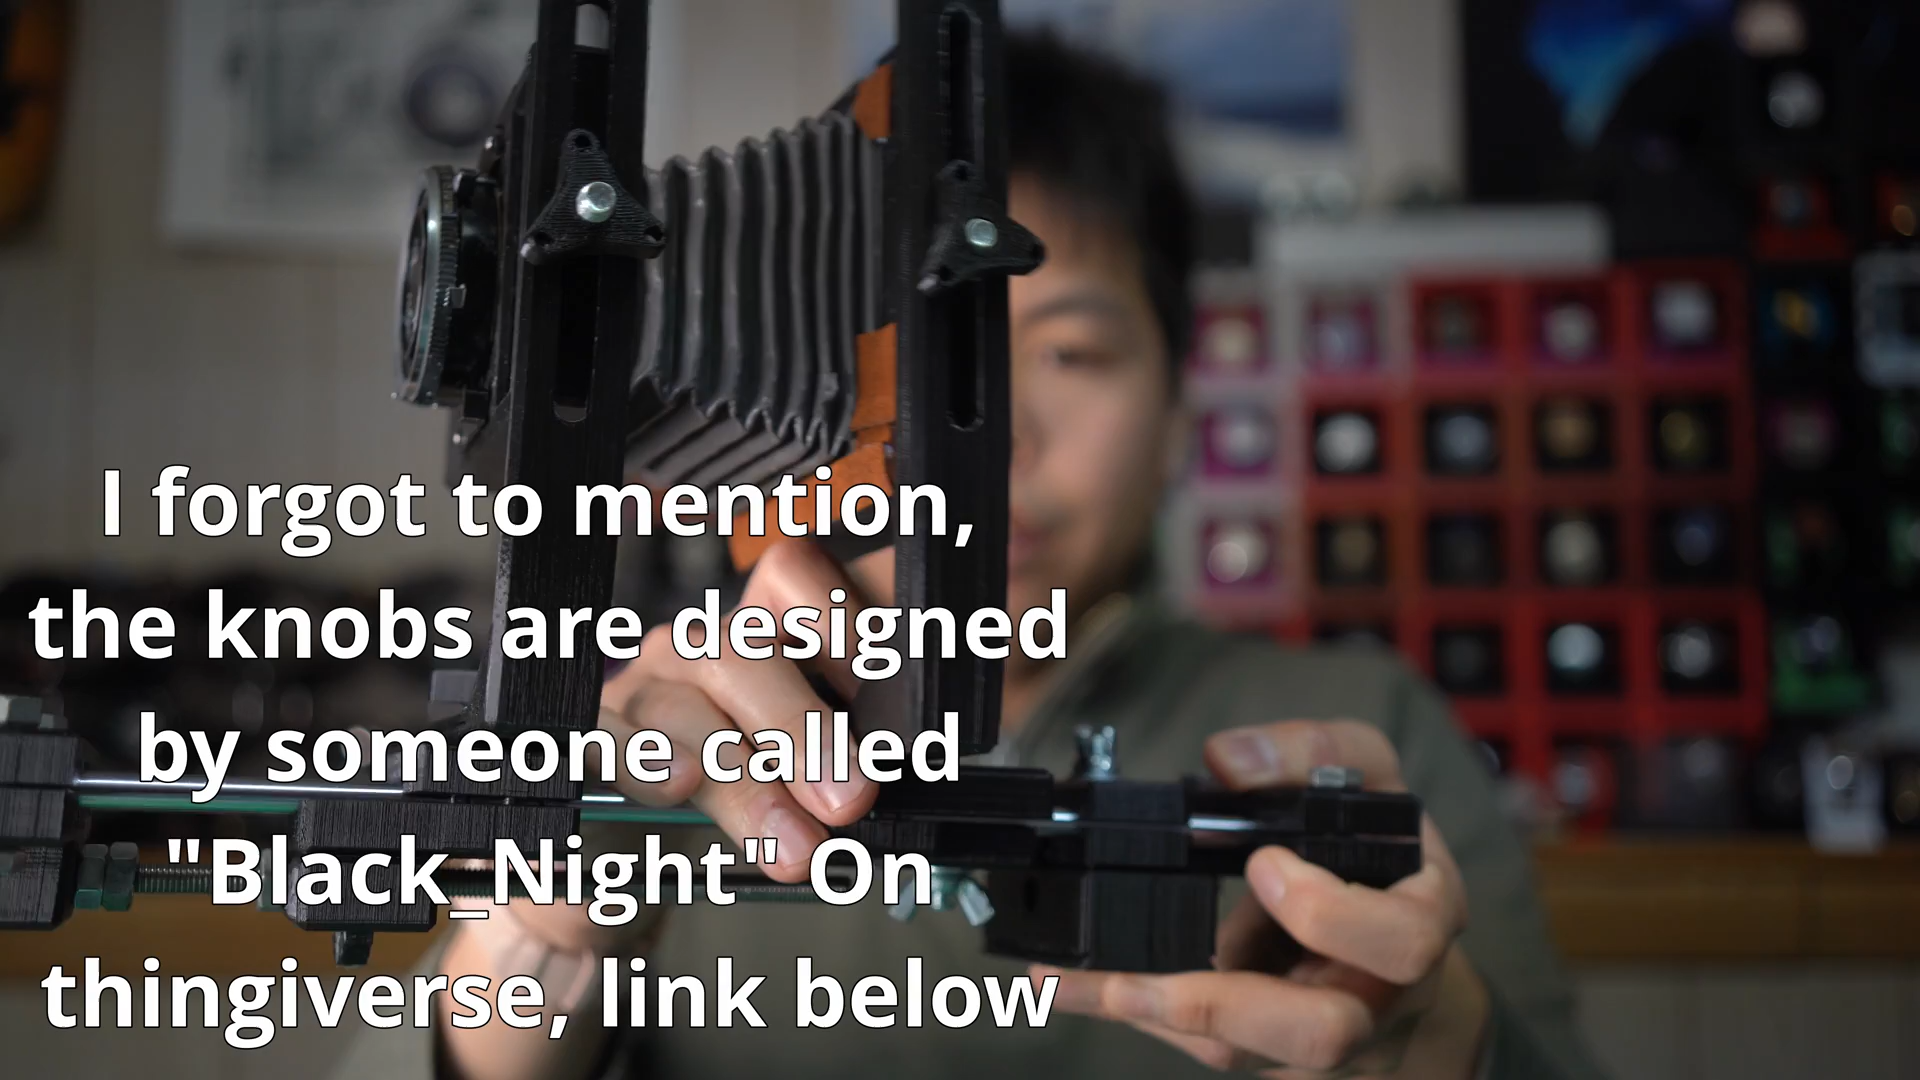 I forgot to mention,
the knobs are designed
by someone called
"Black_Night" On
thingiverse, link below